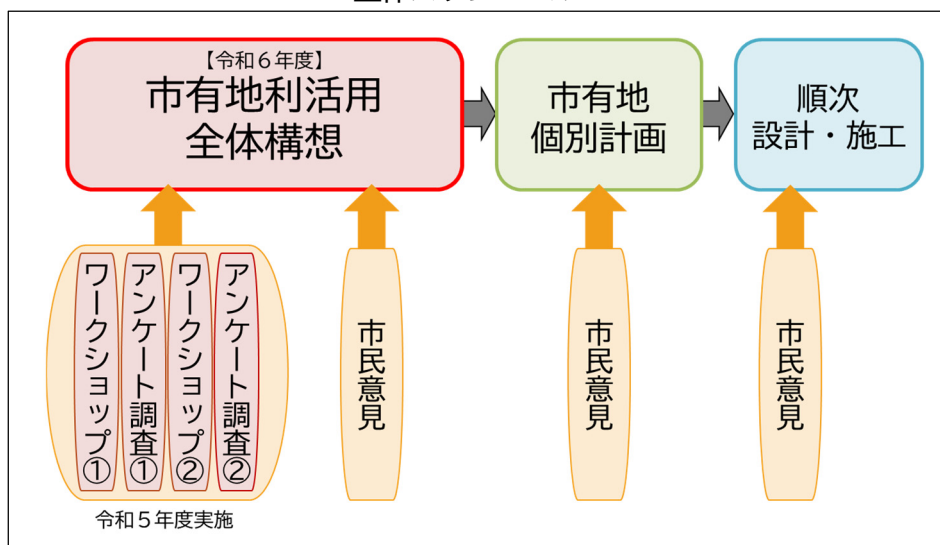 【令和６年度】
市有地利活用
全体構想
市有地
個別計画
順次
設計・施工
ワークショップ①
アンケート調査①
ワークショップ②
アンケート調査②
市民意見
市民意見
市民意見
令和５年度実施